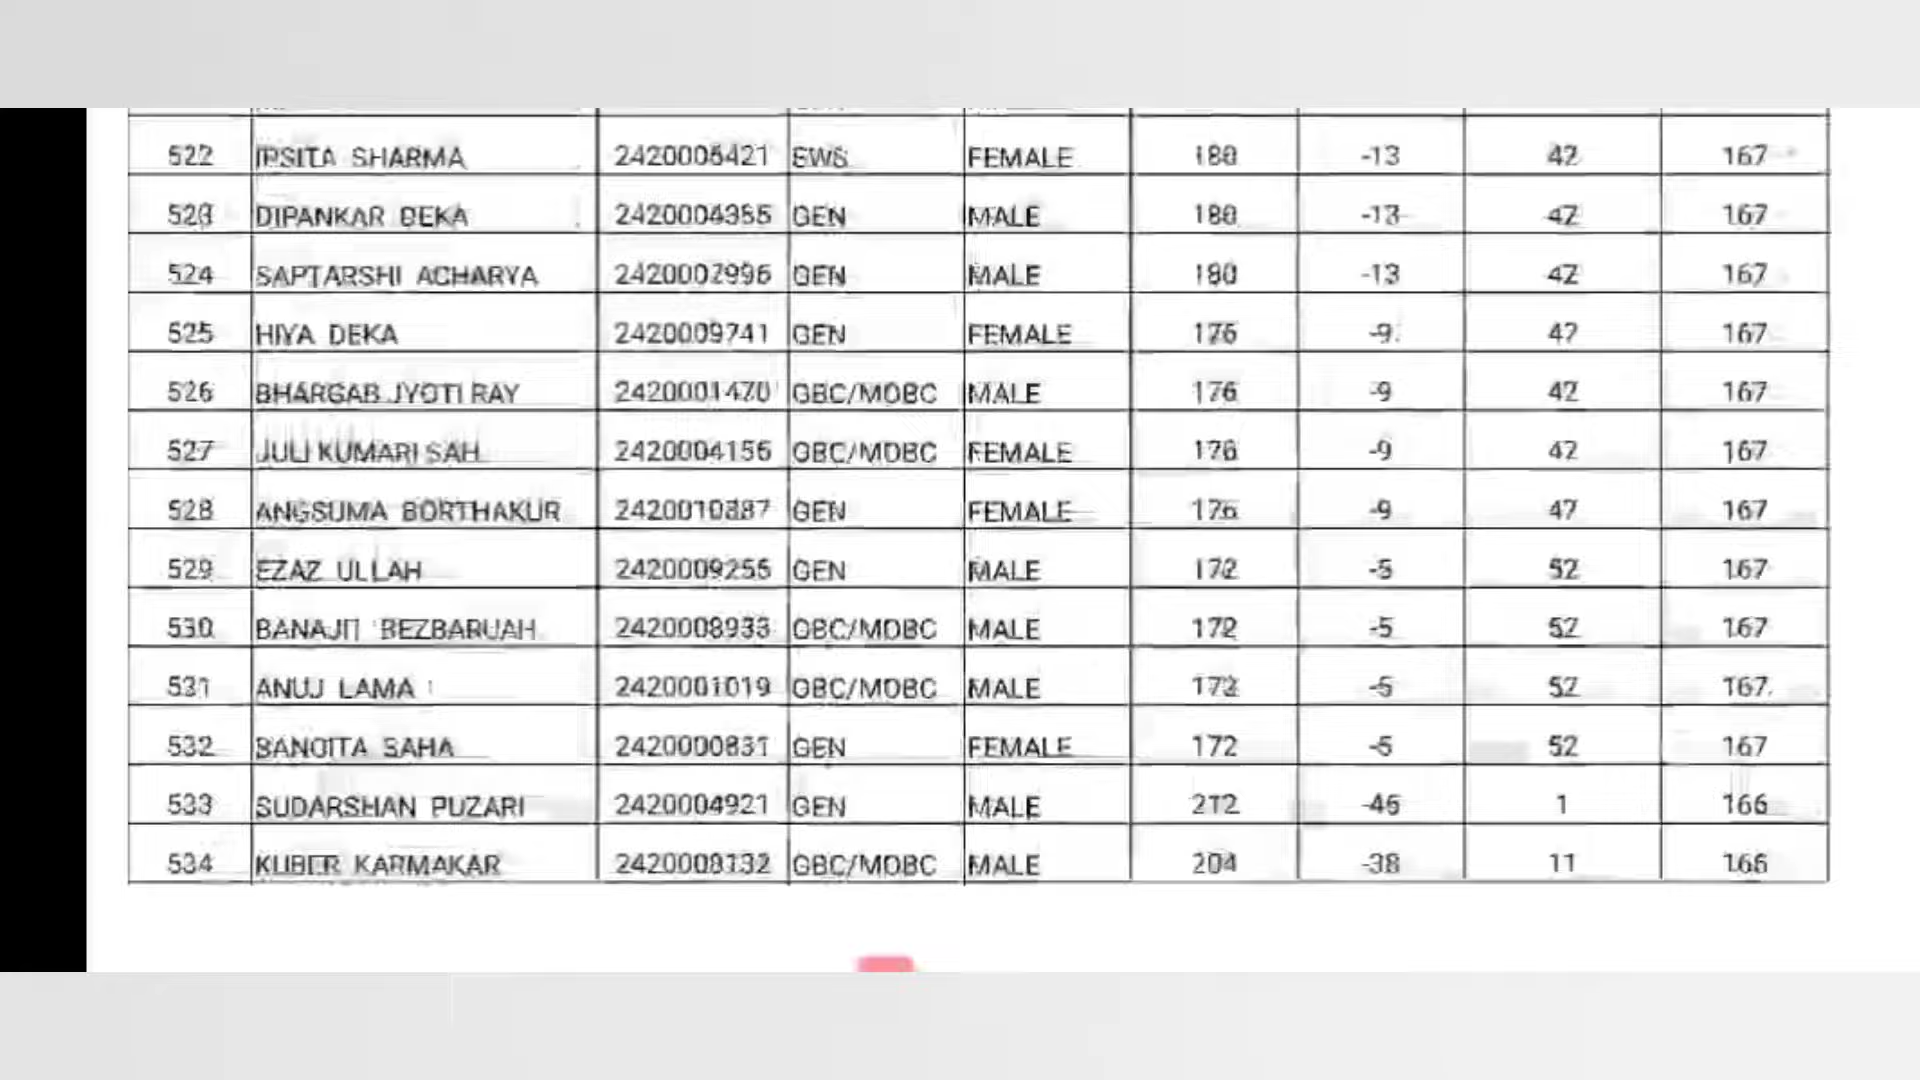 522 IPSITA SHARMA 2420005421 EWS FEMALE 180 -13 42 167
523 DIPANKAR DEKA 2420004355 GEN MALE 180 -13 42 167
524 SAPTARSHI ACHARYA 2420002996 GEN MALE 180 -13 42 167
525 HIYA DEKA 2420009741 GEN FEMALE 176 -9 42 167
526 BHARGAB JYOTI RAY 2420001470 OBC/MOBC MALE 176 -9 42 167
527 JULI KUMARI SAH 2420004156 OBC/MOBC FEMALE 176 -9 42 167
528 ANGSUMA BORTHAKUR GEN FEMALE 176 -9 42 167
529 EZAZ ULLAH 2420009255 GEN MALE 172 -5 52 167
530 BANAJIT BEZBARUAH 2420008933 OBC/MOBC MALE 172 -5 52 167
531 ANUJ LAMA 2420001019 OBC/MOBC MALE 172 -5 52 167
532 SAHA 2420000831 GEN FEMALE 172 -5 52 167
533 SUDARSHAN PUZARI 2420004921 GEN MALE 212 -46 1 166
534 KUBER KARMAKAR 2420008132 OBC/MOBC MALE 204 -38 11 166